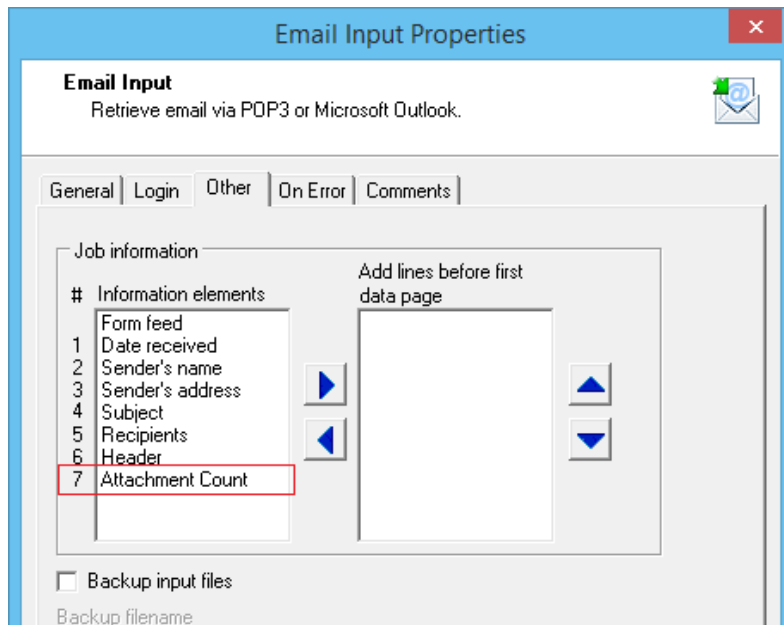 Email Input Properties
Email Input
Retrieve email via POP3 or Microsoft Outlook.
General Login Other On Error Comments
Job information
# Information elements
Add lines before first
data page
Form feed
1 Date received
2 Sender's name
3 Sender's address
4 Subject
5 Recipients
6 Header
7 Attachment Count
Backup input files
Backup filename